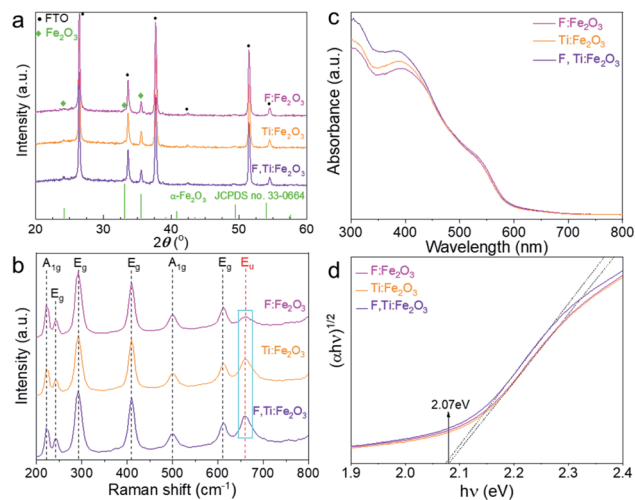 a
● FTO
◆ Fe₂O₃
F:Fe₂O₃
Ti:Fe₂O₃
F,Ti:Fe₂O₃
α-Fe₂O₃ JCPDS no. 33-0664
Intensity (a.u.)
20 30 40 50 60
2θ (°)
b
A₁g Eg Eg Eg A₁g Eg Eu
F:Fe₂O₃
Ti:Fe₂O₃
F,Ti:Fe₂O₃
Intensity (a.u.)
200 300 400 500 600 700 800
Raman shift (cm⁻¹)
c
F:Fe₂O₃
Ti:Fe₂O₃
F, Ti:Fe₂O₃
Absorbance (a.u.)
300 400 500 600 700 800
Wavelength (nm)
d
F:Fe₂O₃
Ti:Fe₂O₃
F,Ti:Fe₂O₃
(αhν)¹/²
2.07eV
1.9 2.0 2.1 2.2 2.3 2.4
hν (eV)